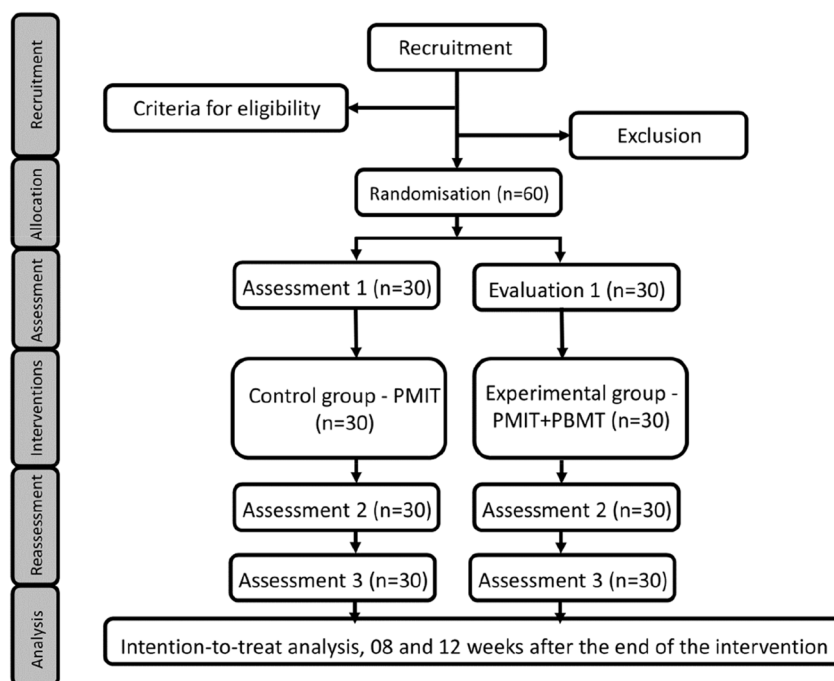 Recruitment
Recruitment
Criteria for eligibility
Exclusion
Allocation
Randomisation (n=60)
Assessment
Assessment 1 (n=30)
Evaluation 1 (n=30)
Interventions
Control group - PMIT
(n=30)
Experimental group -
PMIT+PBMT (n=30)
Reassessment
Assessment 2 (n=30)
Assessment 2 (n=30)
Assessment 3 (n=30)
Assessment 3 (n=30)
Analysis
Intention-to-treat analysis, 08 and 12 weeks after the end of the intervention